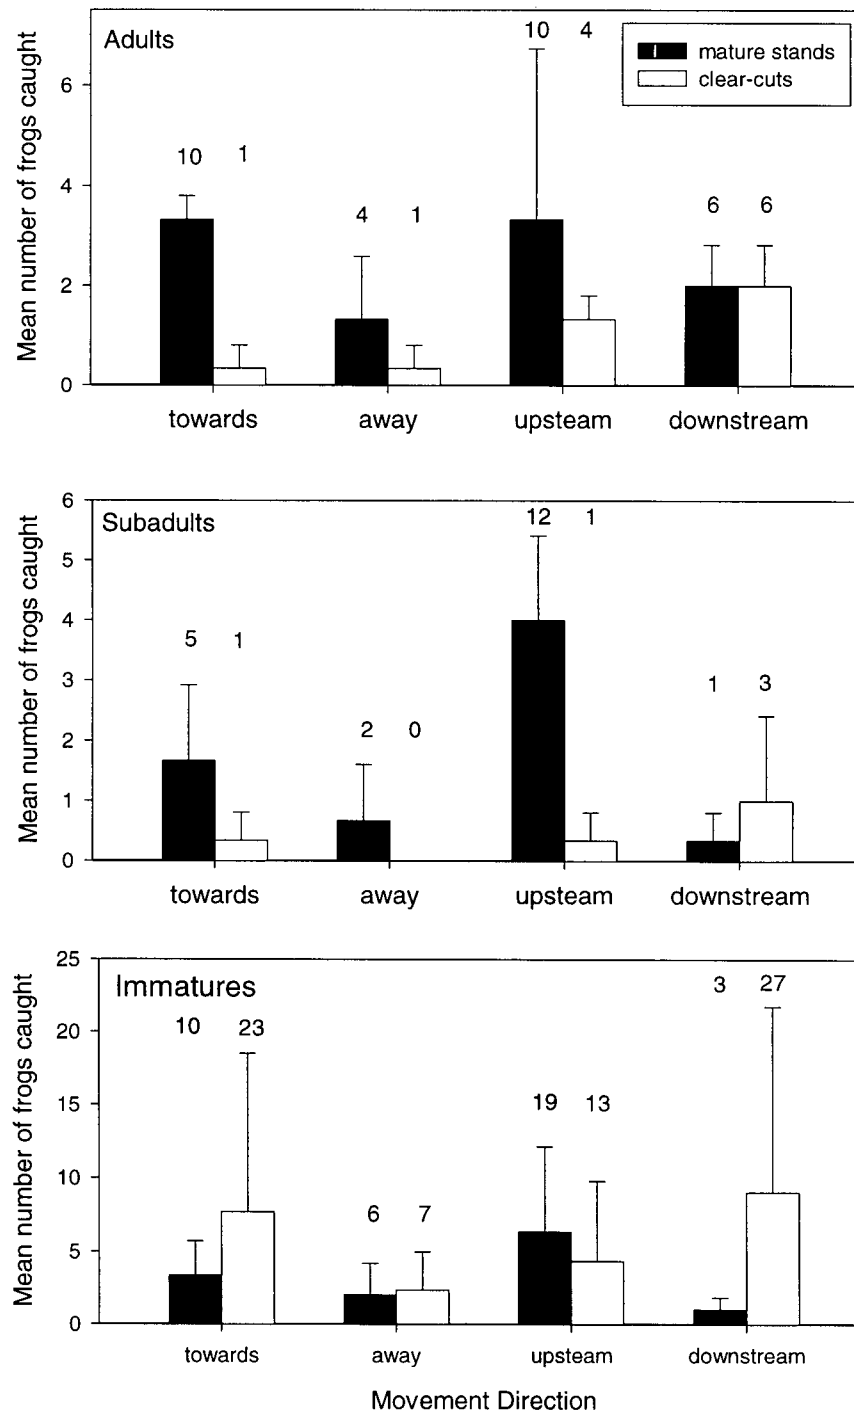 Adults
mature stands
clear-cuts
Mean number of frogs caught
6
4
2
0
10 1
4 1
10 4
6 6
towards away upsteam downstream
Subadults
Mean number of frogs caught
6
5
4
3
2
1
0
5 1
2 0
12 1
1 3
towards away upsteam downstream
Immatures
Mean number of frogs caught
25
20
15
10
5
0
10 23
6 7
19 13
3 27
towards away upsteam downstream
Movement Direction